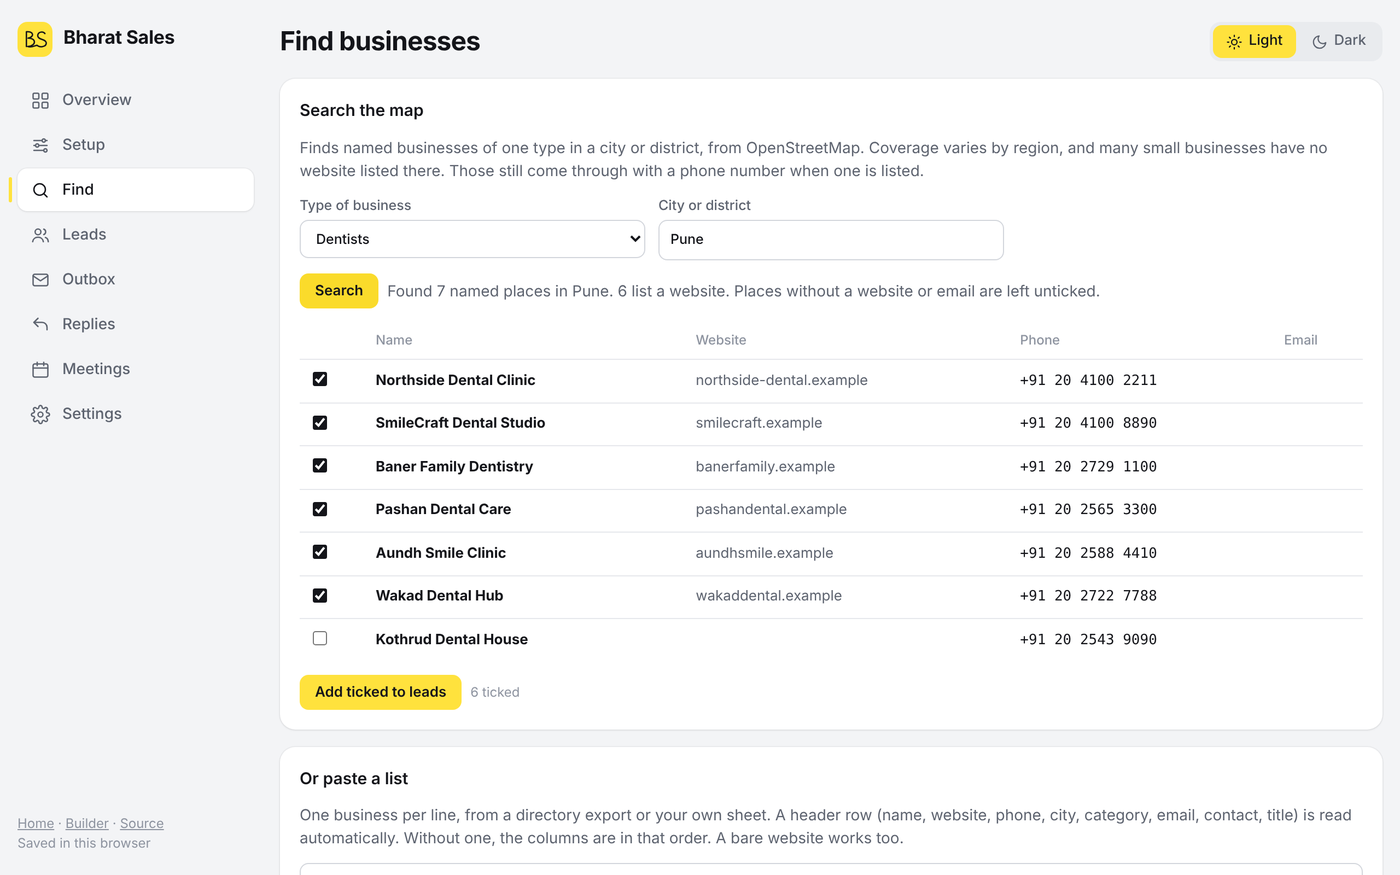 BS Bharat Sales
Find businesses
Light Dark
Overview
Setup
Find
Leads
Outbox
Replies
Meetings
Settings
Home · Builder · Source
Saved in this browser
Search the map
Finds named businesses of one type in a city or district, from OpenStreetMap. Coverage varies by region, and many small businesses have no
website listed there. Those still come through with a phone number when one is listed.
Type of business City or district
Dentists Pune
Search Found 7 named places in Pune. 6 list a website. Places without a website or email are left unticked.
Name Website Phone Email
Northside Dental Clinic northside-dental.example +91 20 4100 2211
SmileCraft Dental Studio smilecraft.example +91 20 4100 8890
Baner Family Dentistry banerfamily.example +91 20 2729 1100
Pashan Dental Care pashandental.example +91 20 2565 3300
Aundh Smile Clinic aundhsmile.example +91 20 2588 4410
Wakad Dental Hub wakaddental.example +91 20 2722 7788
Kothrud Dental House +91 20 2543 9090
Add ticked to leads 6 ticked
Or paste a list
One business per line, from a directory export or your own sheet. A header row (name, website, phone, city, category, email, contact, title) is read
automatically. Without one, the columns are in that order. A bare website works too.